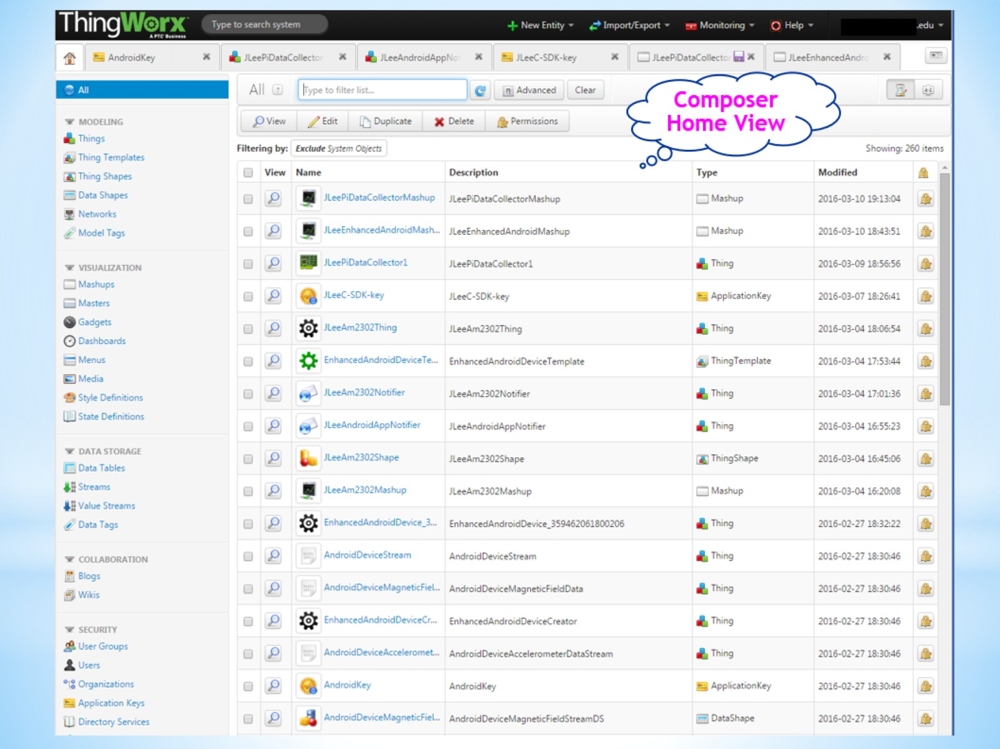 ThingWorx
A PTC Business
Type to search system
New Entity
Import/Export
Monitoring
Help
.edu
AndroidKey
JLeePiDataCollector
JLeeAndroidAppNot
JLeeC-SDK-key
JLeePiDataCollector
JLeeEnhancedAndro
All
MODELING
Things
Thing Templates
Thing Shapes
Data Shapes
Networks
Model Tags
VISUALIZATION
Mashups
Masters
Gadgets
Dashboards
Menus
Media
Style Definitions
State Definitions
DATA STORAGE
Data Tables
Streams
Value Streams
Data Tags
COLLABORATION
Blogs
Wikis
SECURITY
User Groups
Users
Organizations
Application Keys
Directory Services
All
Type to filter list...
Advanced
Clear
Composer
Home View
View
Edit
Duplicate
Delete
Permissions
Filtering by: Exclude System Objects
Showing: 260 items
View Name Description Type Modified
JLeePiDataCollectorMashup JLeePiDataCollectorMashup Mashup 2016-03-10 19:13:04
JLeeEnhancedAndroidMash... JLeeEnhancedAndroidMashup Mashup 2016-03-10 18:43:51
JLeePiDataCollector1 JLeePiDataCollector1 Thing 2016-03-09 18:56:56
JLeeC-SDK-key JLeeC-SDK-key ApplicationKey 2016-03-07 18:26:41
JLeeAm2302Thing JLeeAm2302Thing Thing 2016-03-04 18:06:54
EnhancedAndroidDeviceTe... EnhancedAndroidDeviceTemplate ThingTemplate 2016-03-04 17:53:44
JLeeAm2302Notifier JLeeAm2302Notifier Thing 2016-03-04 17:01:36
JLeeAndroidAppNotifier JLeeAndroidAppNotifier Thing 2016-03-04 16:55:23
JLeeAm2302Shape JLeeAm2302Shape ThingShape 2016-03-04 16:45:06
JLeeAm2302Mashup JLeeAm2302Mashup Mashup 2016-03-04 16:20:08
EnhancedAndroidDevice_3... EnhancedAndroidDevice_359462061800206 Thing 2016-02-27 18:32:22
AndroidDeviceStream AndroidDeviceStream Thing 2016-02-27 18:30:46
AndroidDeviceMagneticFiel... AndroidDeviceMagneticFieldData Thing 2016-02-27 18:30:46
EnhancedAndroidDeviceCr... EnhancedAndroidDeviceCreator Thing 2016-02-27 18:30:46
AndroidDeviceAcceleromet... AndroidDeviceAccelerometerDataStream Thing 2016-02-27 18:30:46
AndroidKey AndroidKey ApplicationKey 2016-02-27 18:30:46
AndroidDeviceMagneticFiel... AndroidDeviceMagneticFieldStreamDS DataShape 2016-02-27 18:30:46